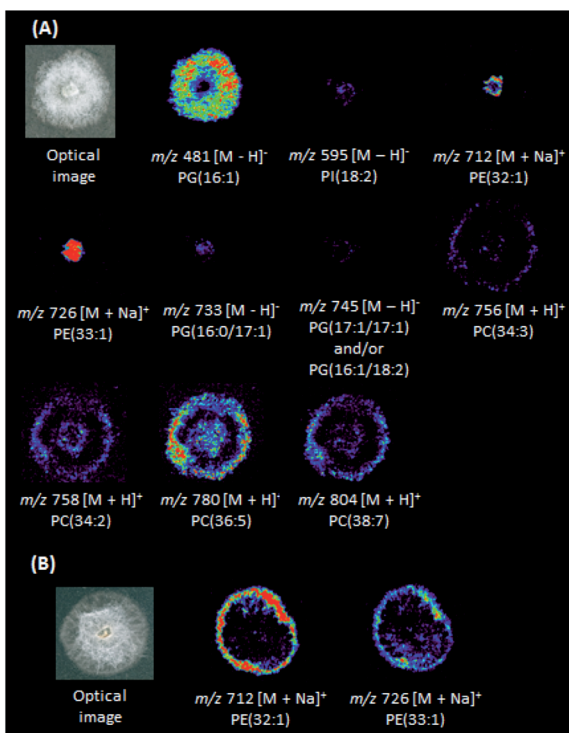 (A)
Optical image
m/z 481 [M - H]-
PG(16:1)
m/z 595 [M – H]-
PI(18:2)
m/z 712 [M + Na]+
PE(32:1)
m/z 726 [M + Na]+
PE(33:1)
m/z 733 [M - H]-
PG(16:0/17:1)
m/z 745 [M – H]-
PG(17:1/17:1)
and/or
PG(16:1/18:2)
m/z 756 [M + H]+
PC(34:3)
m/z 758 [M + H]+
PC(34:2)
m/z 780 [M + H]-
PC(36:5)
m/z 804 [M + H]+
PC(38:7)
(B)
Optical
image
m/z 712 [M + Na]+
PE(32:1)
m/z 726 [M + Na]+
PE(33:1)